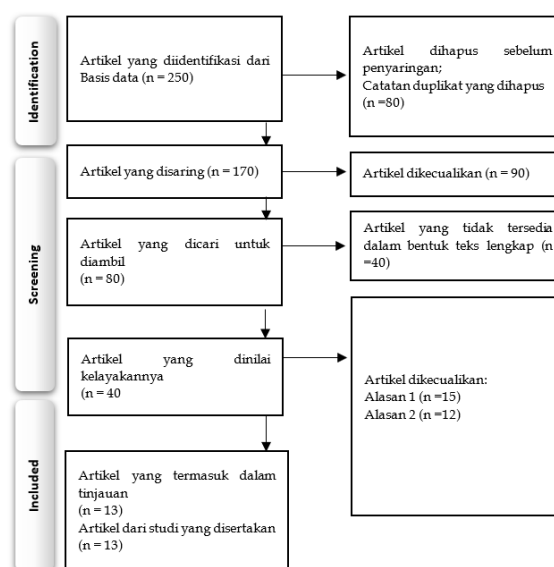 Identification
Artikel yang diidentifikasi dari
Basis data (n = 250)
Artikel dihapus sebelum
penyaringan;
Catatan duplikat yang dihapus
(n =80)
Screening
Artikel yang disaring (n = 170)
Artikel dikecualikan (n = 90)
Artikel yang dicari untuk
diambil
(n = 80)
Artikel yang tidak tersedia
dalam bentuk teks lengkap (n
=40)
Artikel yang dinilai
kelayakannya
(n = 40
Artikel dikecualikan:
Alasan 1 (n =15)
Alasan 2 (n =12)
Included
Artikel yang termasuk dalam
tinjauan
(n = 13)
Artikel dari studi yang disertakan
(n = 13)